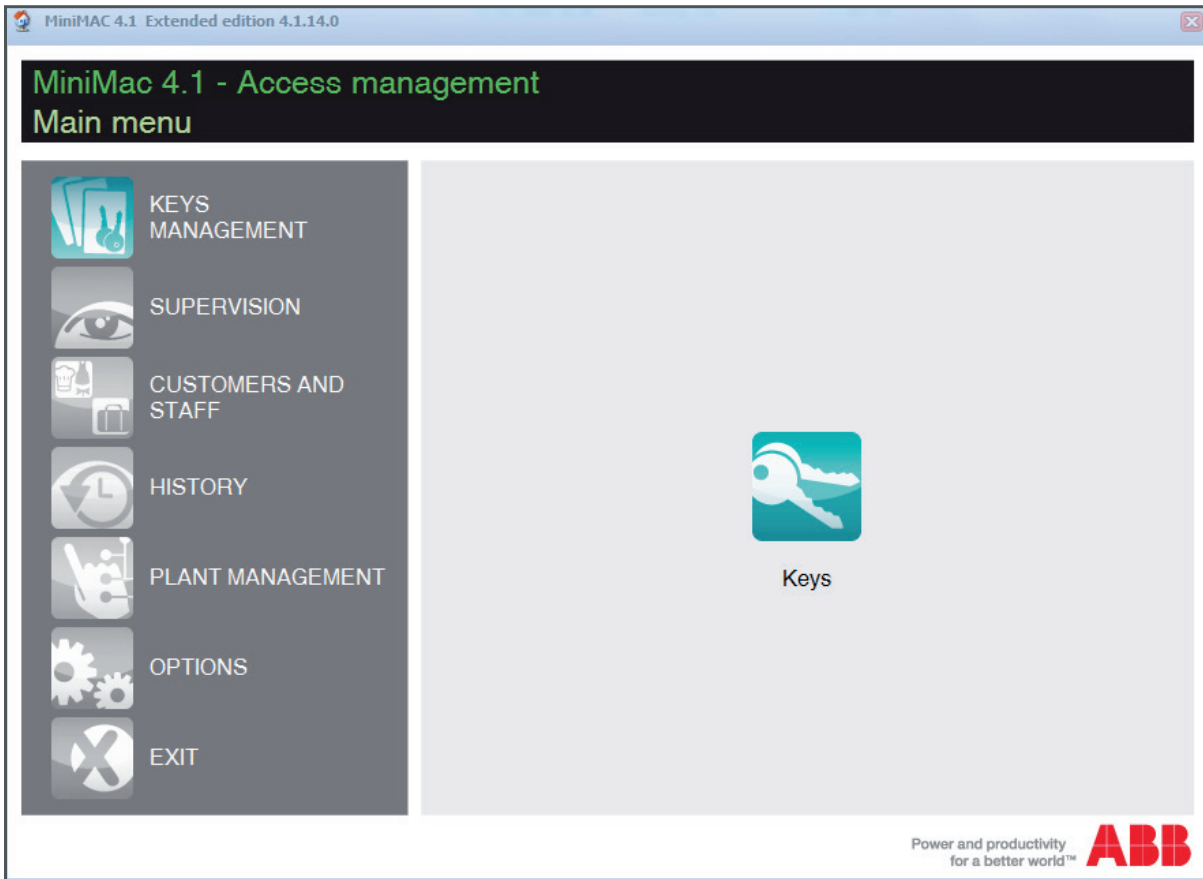 MiniMAC 4.1 Extended edition 4.1.14.0
MiniMac 4.1 - Access management
Main menu
KEYS
MANAGEMENT
SUPERVISION
CUSTOMERS AND
STAFF
HISTORY
PLANT MANAGEMENT
OPTIONS
EXIT
Keys
Power and productivity
for a better world™
ABB